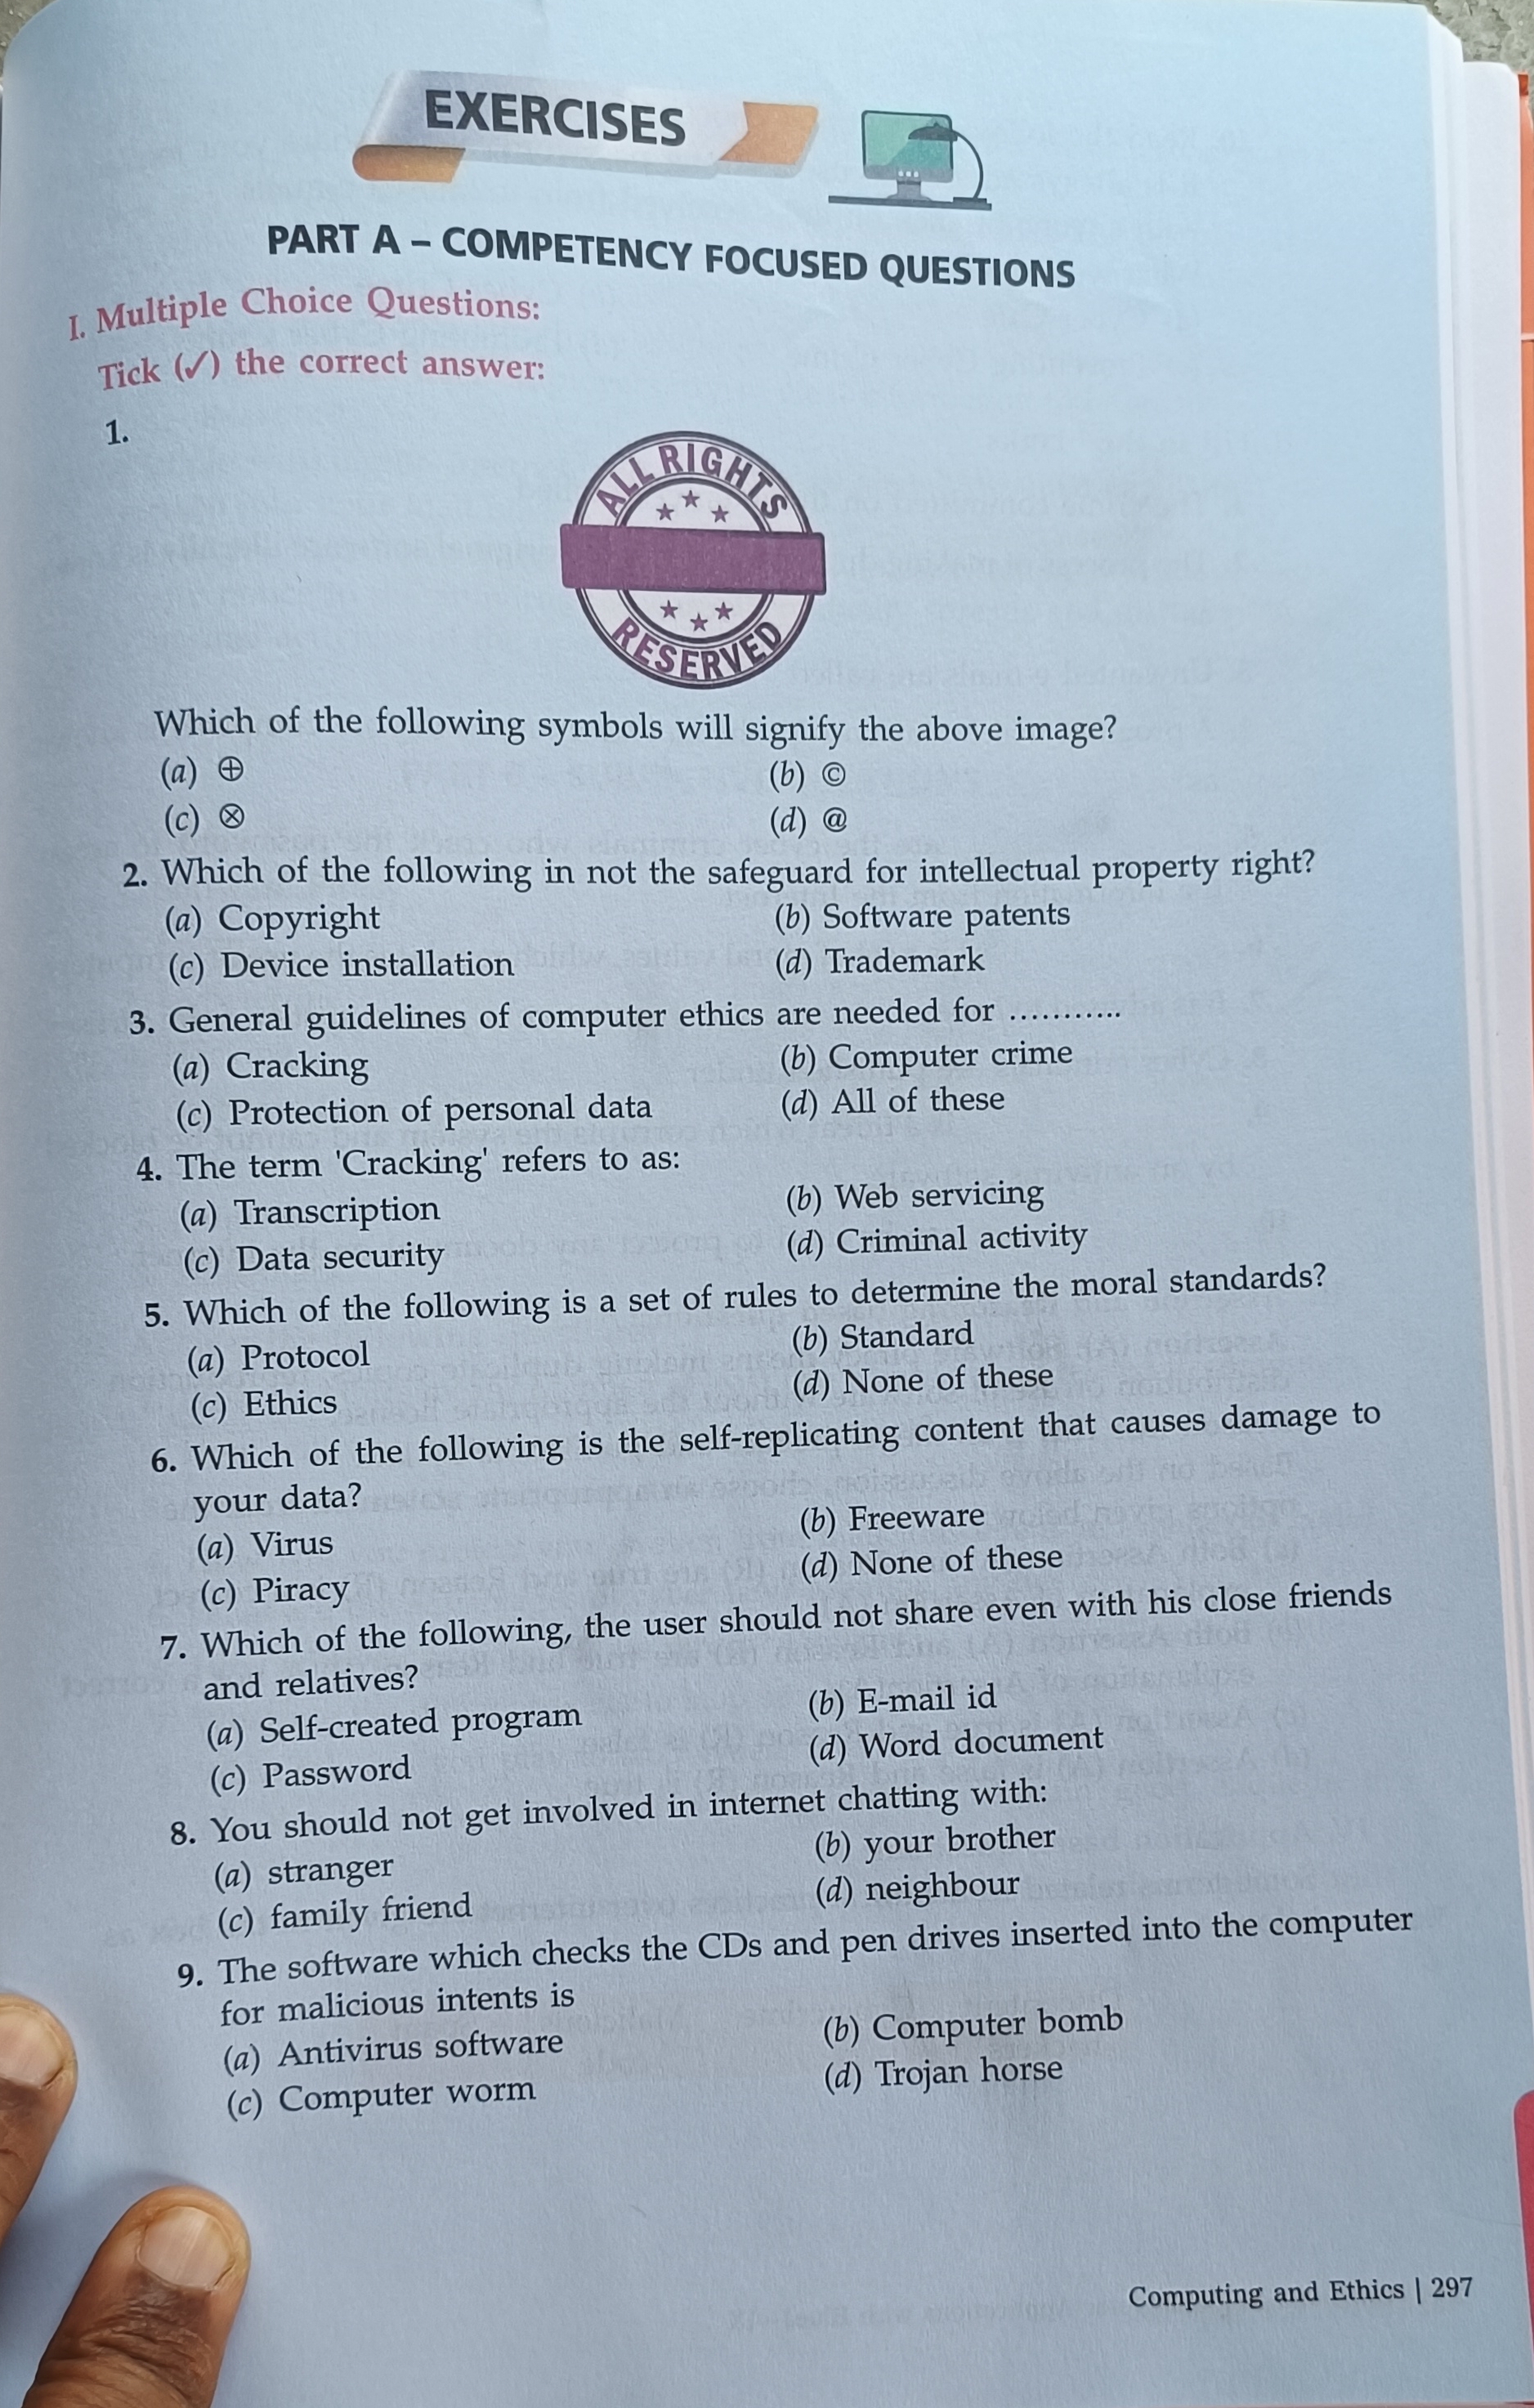 EXERCISES
PART A – COMPETENCY FOCUSED QUESTIONS
I. Multiple Choice Questions:
Tick (✓) the correct answer:
1.
ALL RIGHTS
RESERVED
Which of the following symbols will signify the above image?
(a) ⊕ (b) ©
(c) ⊗ (d) @
2. Which of the following in not the safeguard for intellectual property right?
(a) Copyright (b) Software patents
(c) Device installation (d) Trademark
3. General guidelines of computer ethics are needed for ...........
(a) Cracking (b) Computer crime
(c) Protection of personal data (d) All of these
4. The term 'Cracking' refers to as:
(a) Transcription (b) Web servicing
(c) Data security (d) Criminal activity
5. Which of the following is a set of rules to determine the moral standards?
(a) Protocol (b) Standard
(c) Ethics (d) None of these
6. Which of the following is the self-replicating content that causes damage to
your data?
(a) Virus (b) Freeware
(c) Piracy (d) None of these
7. Which of the following, the user should not share even with his close friends
and relatives?
(a) Self-created program (b) E-mail id
(c) Password (d) Word document
8. You should not get involved in internet chatting with:
(a) stranger (b) your brother
(c) family friend (d) neighbour
9. The software which checks the CDs and pen drives inserted into the computer
for malicious intents is
(a) Antivirus software (b) Computer bomb
(c) Computer worm (d) Trojan horse
Computing and Ethics | 297